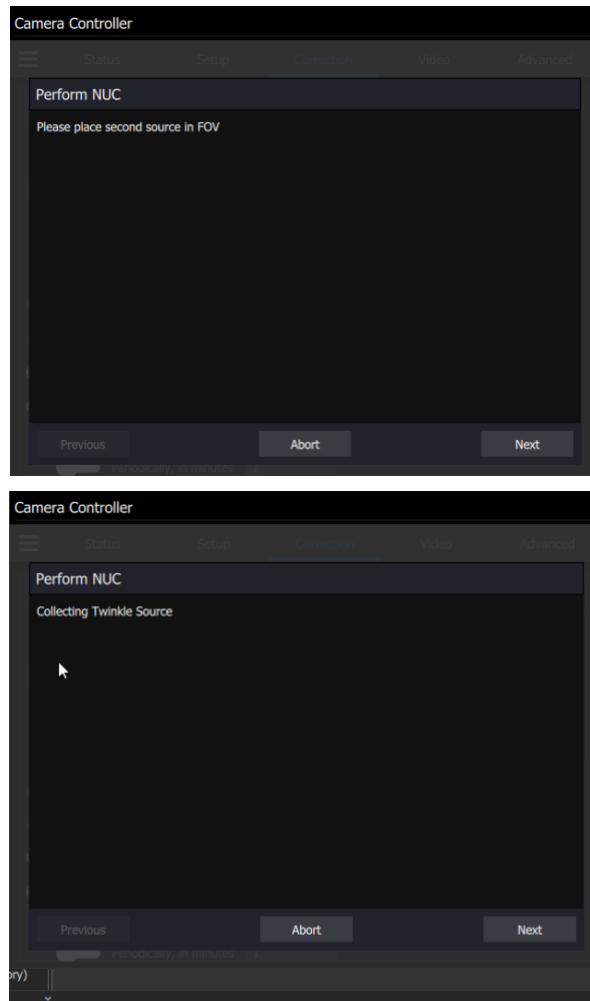 Camera Controller
Status Setup Correction Video Advanced
Perform NUC
Please place second source in FOV
Previous Abort Next
Periodically, in minutes 1
Camera Controller
Status Setup Correction Video Advanced
Perform NUC
Collecting Twinkle Source
Previous Abort Next
Periodically, in minutes 1
ory)